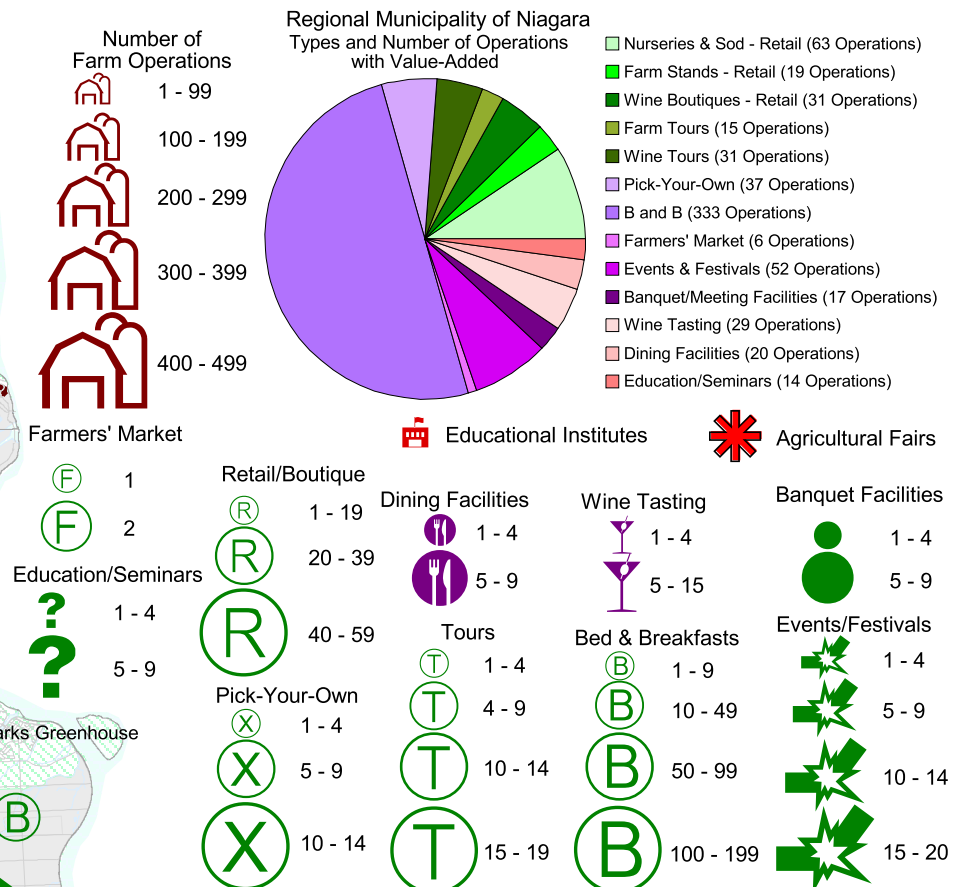 Number of
Farm Operations
1 - 99
100 - 199
200 - 299
300 - 399
400 - 499
Regional Municipality of Niagara
Types and Number of Operations
with Value-Added
Nurseries & Sod - Retail (63 Operations)
Farm Stands - Retail (19 Operations)
Wine Boutiques - Retail (31 Operations)
Farm Tours (15 Operations)
Wine Tours (31 Operations)
Pick-Your-Own (37 Operations)
B and B (333 Operations)
Farmers' Market (6 Operations)
Events & Festivals (52 Operations)
Banquet/Meeting Facilities (17 Operations)
Wine Tasting (29 Operations)
Dining Facilities (20 Operations)
Education/Seminars (14 Operations)
Educational Institutes
Agricultural Fairs
Farmers' Market
F 1
F 2
Education/Seminars
? 1 - 4
? 5 - 9
Retail/Boutique
R 1 - 19
R 20 - 39
R 40 - 59
Pick-Your-Own
X 1 - 4
X 5 - 9
X 10 - 14
Dining Facilities
1 - 4
5 - 9
Tours
T 1 - 4
T 4 - 9
T 10 - 14
T 15 - 19
Wine Tasting
1 - 4
5 - 15
Bed & Breakfasts
B 1 - 9
B 10 - 49
B 50 - 99
B 100 - 199
Banquet Facilities
1 - 4
5 - 9
Events/Festivals
1 - 4
5 - 9
10 - 14
15 - 20
arks Greenhouse
B